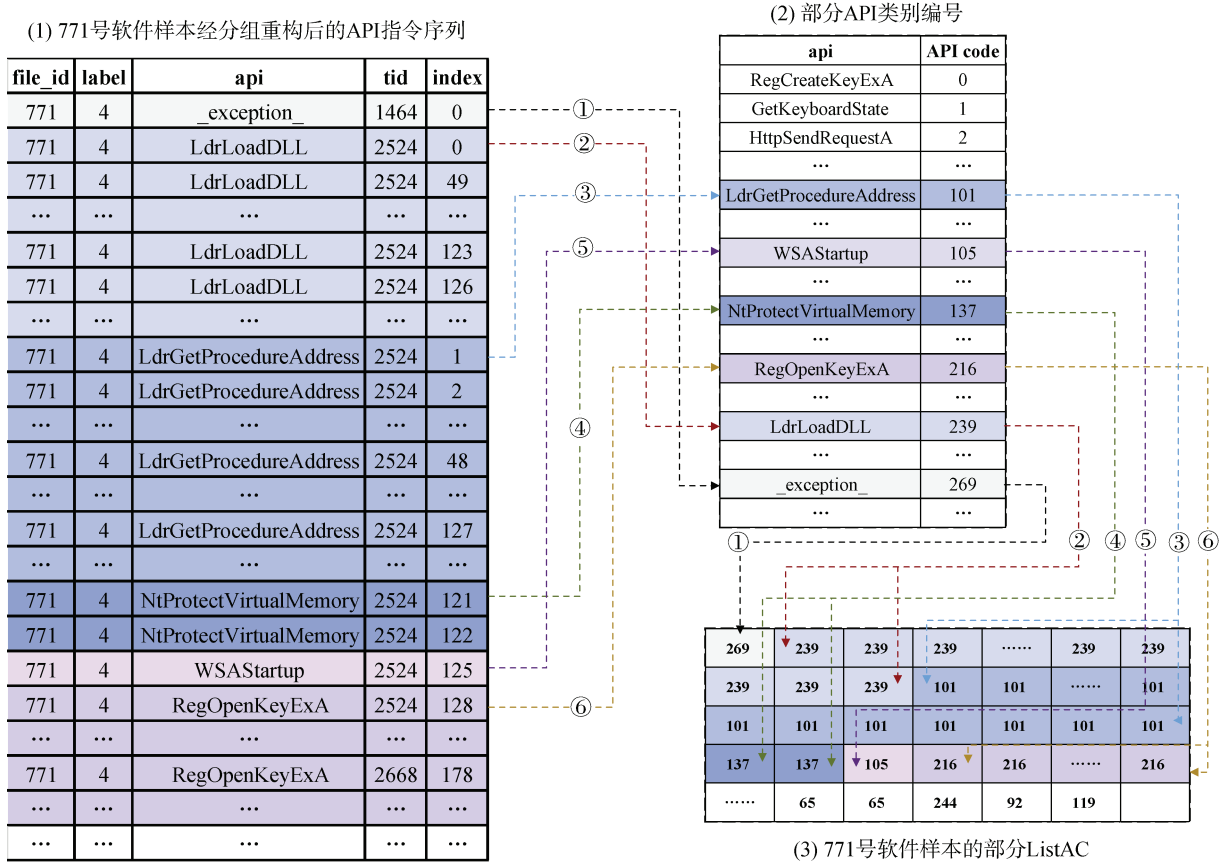 (1) 771号软件样本经分组重构后的API指令序列
file_id label api tid index
771 4 _exception_ 1464 0
771 4 LdrLoadDLL 2524 0
771 4 LdrLoadDLL 2524 49
... ... ... ... ...
771 4 LdrLoadDLL 2524 123
771 4 LdrLoadDLL 2524 126
... ... ... ... ...
771 4 LdrGetProcedureAddress 2524 1
771 4 LdrGetProcedureAddress 2524 2
... ... ... ... ...
771 4 LdrGetProcedureAddress 2524 48
... ... ... ... ...
771 4 LdrGetProcedureAddress 2524 127
... ... ... ... ...
771 4 NtProtectVirtualMemory 2524 121
771 4 NtProtectVirtualMemory 2524 122
771 4 WSAStartup 2524 125
771 4 RegOpenKeyExA 2524 128
... ... ... ... ...
771 4 RegOpenKeyExA 2668 178
... ... ... ... ...
... ... ... ... ...
①
②
③
⑤
④
⑥
(2) 部分API类别编号
api API code
RegCreateKeyExA 0
GetKeyboardState 1
HttpSendRequestA 2
... ...
LdrGetProcedureAddress 101
... ...
WSAStartup 105
... ...
NtProtectVirtualMemory 137
... ...
RegOpenKeyExA 216
... ...
LdrLoadDLL 239
... ...
_exception_ 269
... ...
① ② ④ ⑤ ③ ⑥
269 239 239 239 ...... 239 239
239 239 239 101 101 ...... 101
101 101 101 101 101 101 101
137 137 105 216 216 ...... 216
...... 65 65 244 92 119
(3) 771号软件样本的部分ListAC